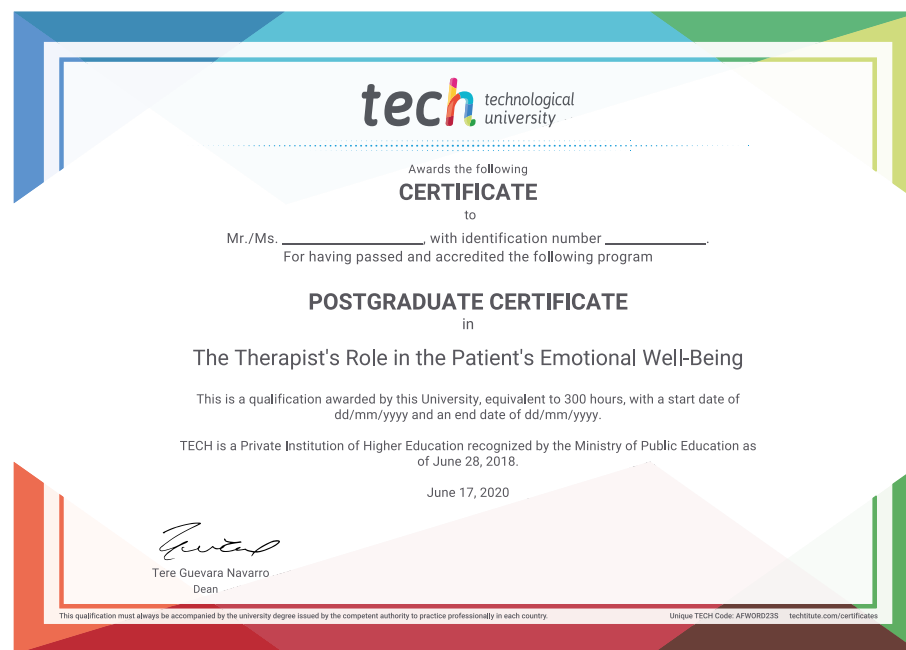 tech technological
university
Awards the following
CERTIFICATE
to
Mr./Ms. ____________, with identification number _________.
For having passed and accredited the following program
POSTGRADUATE CERTIFICATE
in
The Therapist's Role in the Patient's Emotional Well-Being
This is a qualification awarded by this University, equivalent to 300 hours, with a start date of
dd/mm/yyyy and an end date of dd/mm/yyyy.
TECH is a Private Institution of Higher Education recognized by the Ministry of Public Education as
of June 28, 2018.
June 17, 2020
Tere Guevara Navarro
Dean
This qualification must always be accompanied by the university degree issued by the competent authority to practice professionally in each country. Unique TECH Code: AFWORD23S techtitute.com/certificates